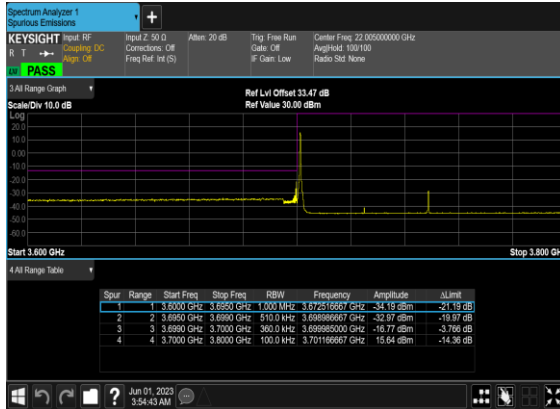 Spectrum Analyzer 1
Spurious Emissions
+
KEYSIGHT Input: RF
R T Coupling: DC
Align: Off
Input Z: 50 Ω
Corrections: Off
Freq Ref: Int (S)
Atten: 20 dB
Trig: Free Run
Gate: Off
IF Gain: Low
Center Freq: 22.005000000 GHz
Avg|Hold: 100/100
Radio Std: None
PASS
3 All Range Graph
Scale/Div 10.0 dB
Ref Lvl Offset 33.47 dB
Ref Value 30.00 dBm
Log
20.0
10.0
0.00
-10.0
-20.0
-30.0
-40.0
-50.0
-60.0
Start 3.600 GHz
Stop 3.800 GH
4 All Range Table
Spur Range Start Freq Stop Freq RBW Frequency Amplitude ΔLimit
1 1 3.6000 GHz 3.6950 GHz 1.000 MHz 3.672516667 GHz -34.19 dBm -21.19 dB
2 2 3.6950 GHz 3.6990 GHz 510.0 kHz 3.698986667 GHz -32.97 dBm -19.97 dB
3 3 3.6990 GHz 3.7000 GHz 360.0 kHz 3.699985000 GHz -16.77 dBm -3.766 dB
4 4 3.7000 GHz 3.8000 GHz 100.0 kHz 3.701166667 GHz 15.64 dBm -14.36 dB
?
Jun 01, 2023
3:54:43 AM